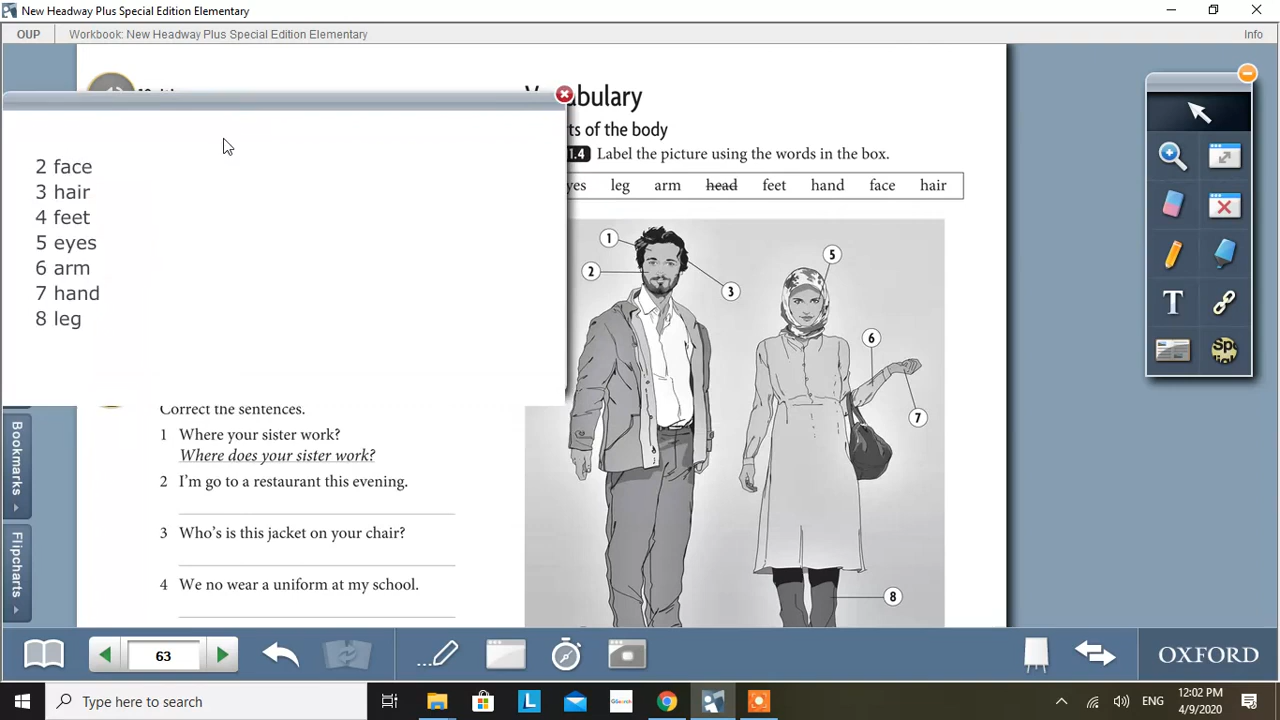 New Headway Plus Special Edition Elementary
OUP
Workbook: New Headway Plus Special Edition Elementary
Info
2 face
3 hair
4 feet
5 eyes
6 arm
7 hand
8 leg
Correct the sentences.
1 Where your sister work?
Where does your sister work?
2 I'm go to a restaurant this evening.
3 Who's is this jacket on your chair?
4 We no wear a uniform at my school.
abulary
ts of the body
1.4 Label the picture using the words in the box.
yes leg arm head feet hand face hair
1
2
3
5
6
7
8
T
Bookmarks
Flipcharts
63
OXFORD
Type here to search
L
ENG
12:02 PM
4/9/2020